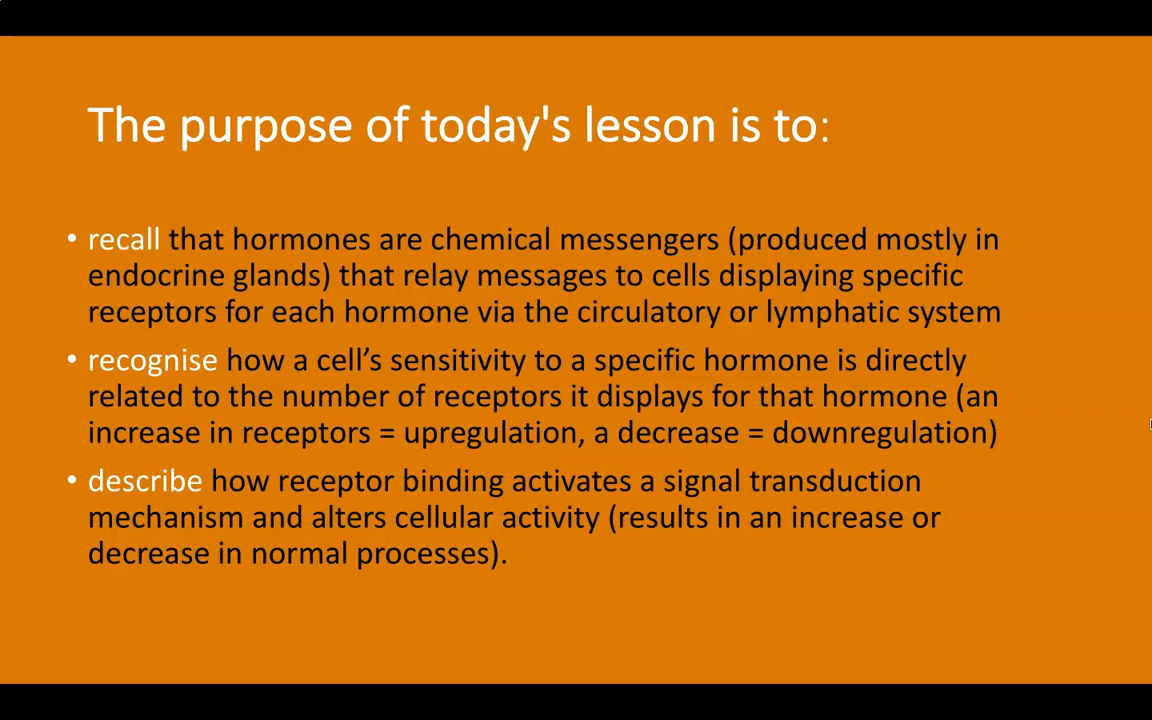 The purpose of today's lesson is to:
• recall that hormones are chemical messengers (produced mostly in
endocrine glands) that relay messages to cells displaying specific
receptors for each hormone via the circulatory or lymphatic system
• recognise how a cell’s sensitivity to a specific hormone is directly
related to the number of receptors it displays for that hormone (an
increase in receptors = upregulation, a decrease = downregulation)
• describe how receptor binding activates a signal transduction
mechanism and alters cellular activity (results in an increase or
decrease in normal processes).